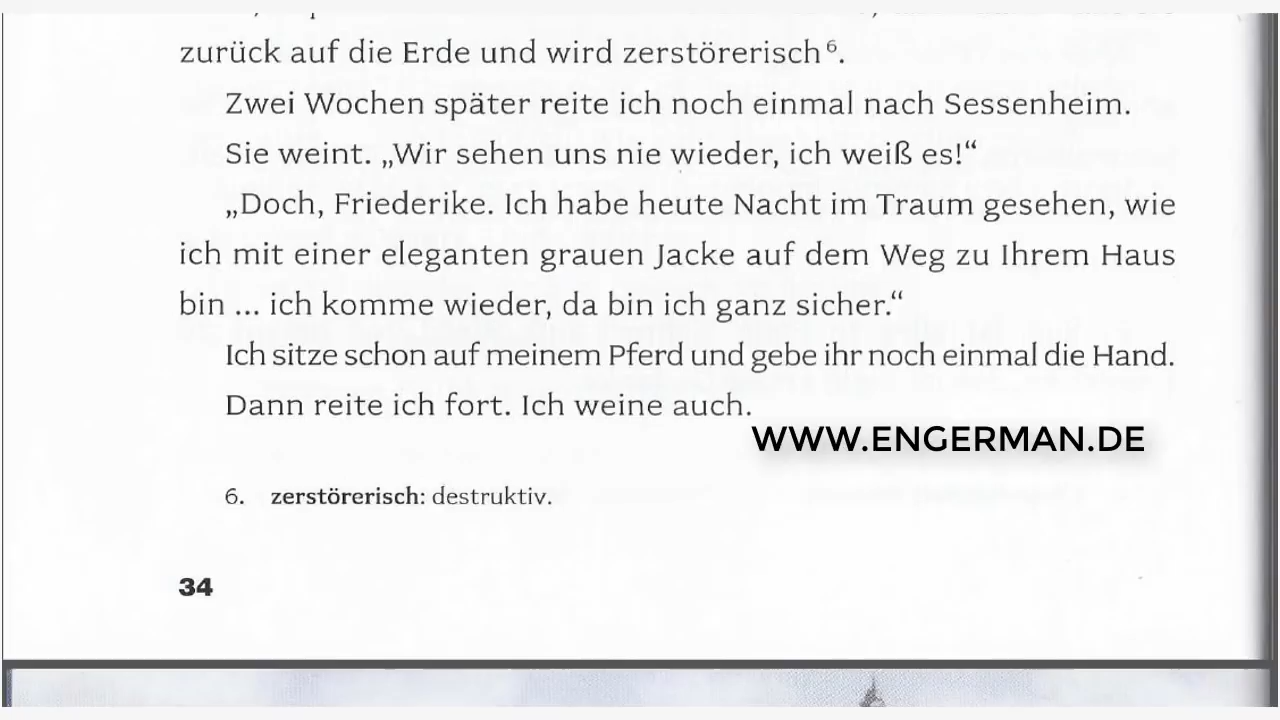 zurück auf die Erde und wird zerstörerisch⁶.
Zwei Wochen später reite ich noch einmal nach Sessenheim.
Sie weint. „Wir sehen uns nie wieder, ich weiß es!“
„Doch, Friederike. Ich habe heute Nacht im Traum gesehen, wie
ich mit einer eleganten grauen Jacke auf dem Weg zu Ihrem Haus
bin ... ich komme wieder, da bin ich ganz sicher.“
Ich sitze schon auf meinem Pferd und gebe ihr noch einmal die Hand.
Dann reite ich fort. Ich weine auch.
WWW.ENGERMAN.DE
6. zerstörerisch: destruktiv.
34